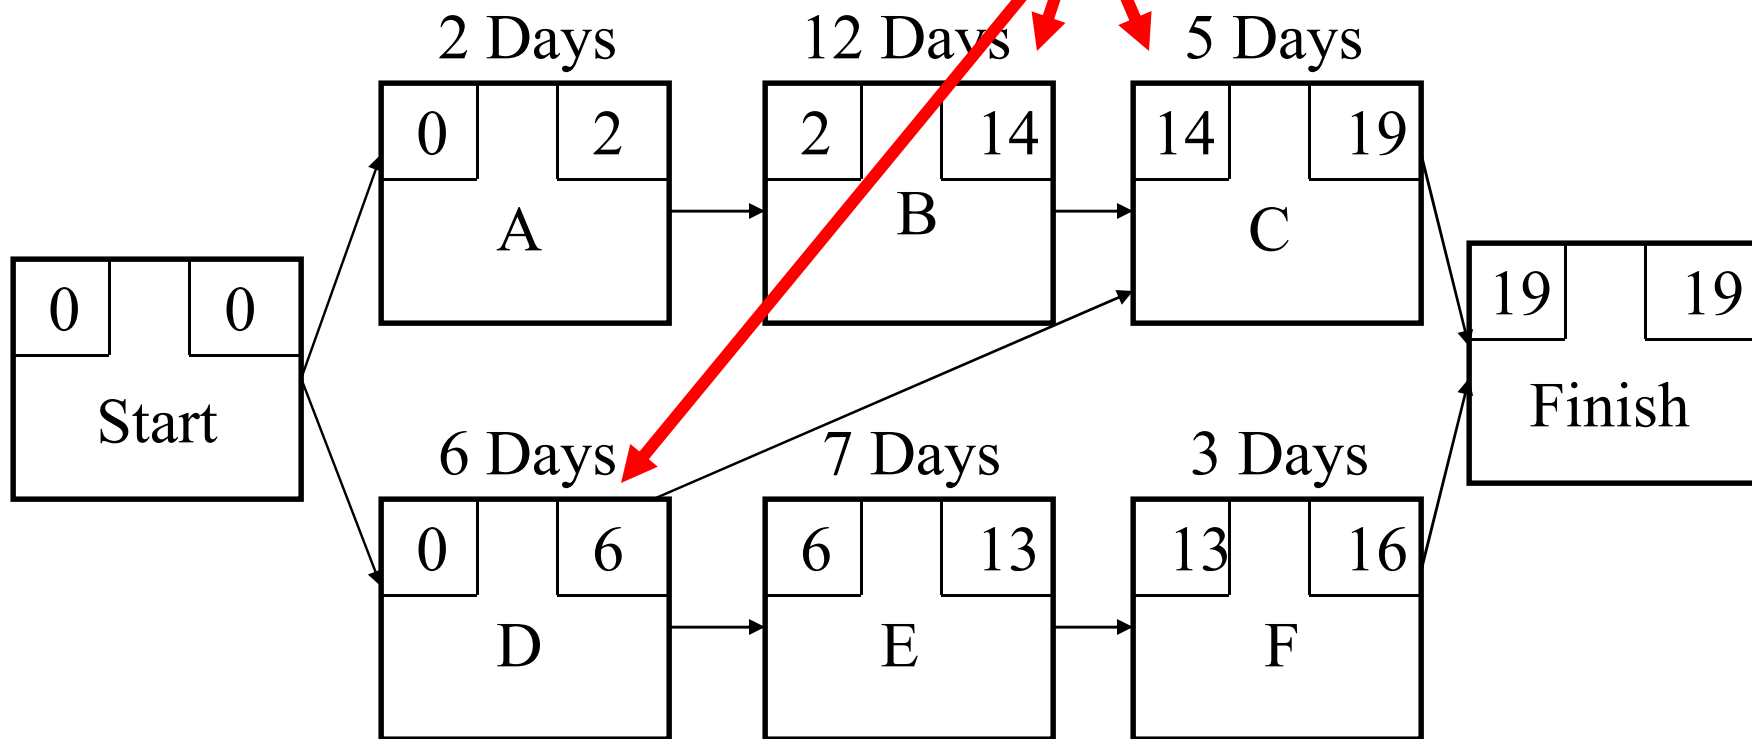 2 Days 12 Days 5 Days
0 2 2 14 14 19
A B C
0 0 19 19
Start Finish
6 Days 7 Days 3 Days
0 6 6 13 13 16
D E F